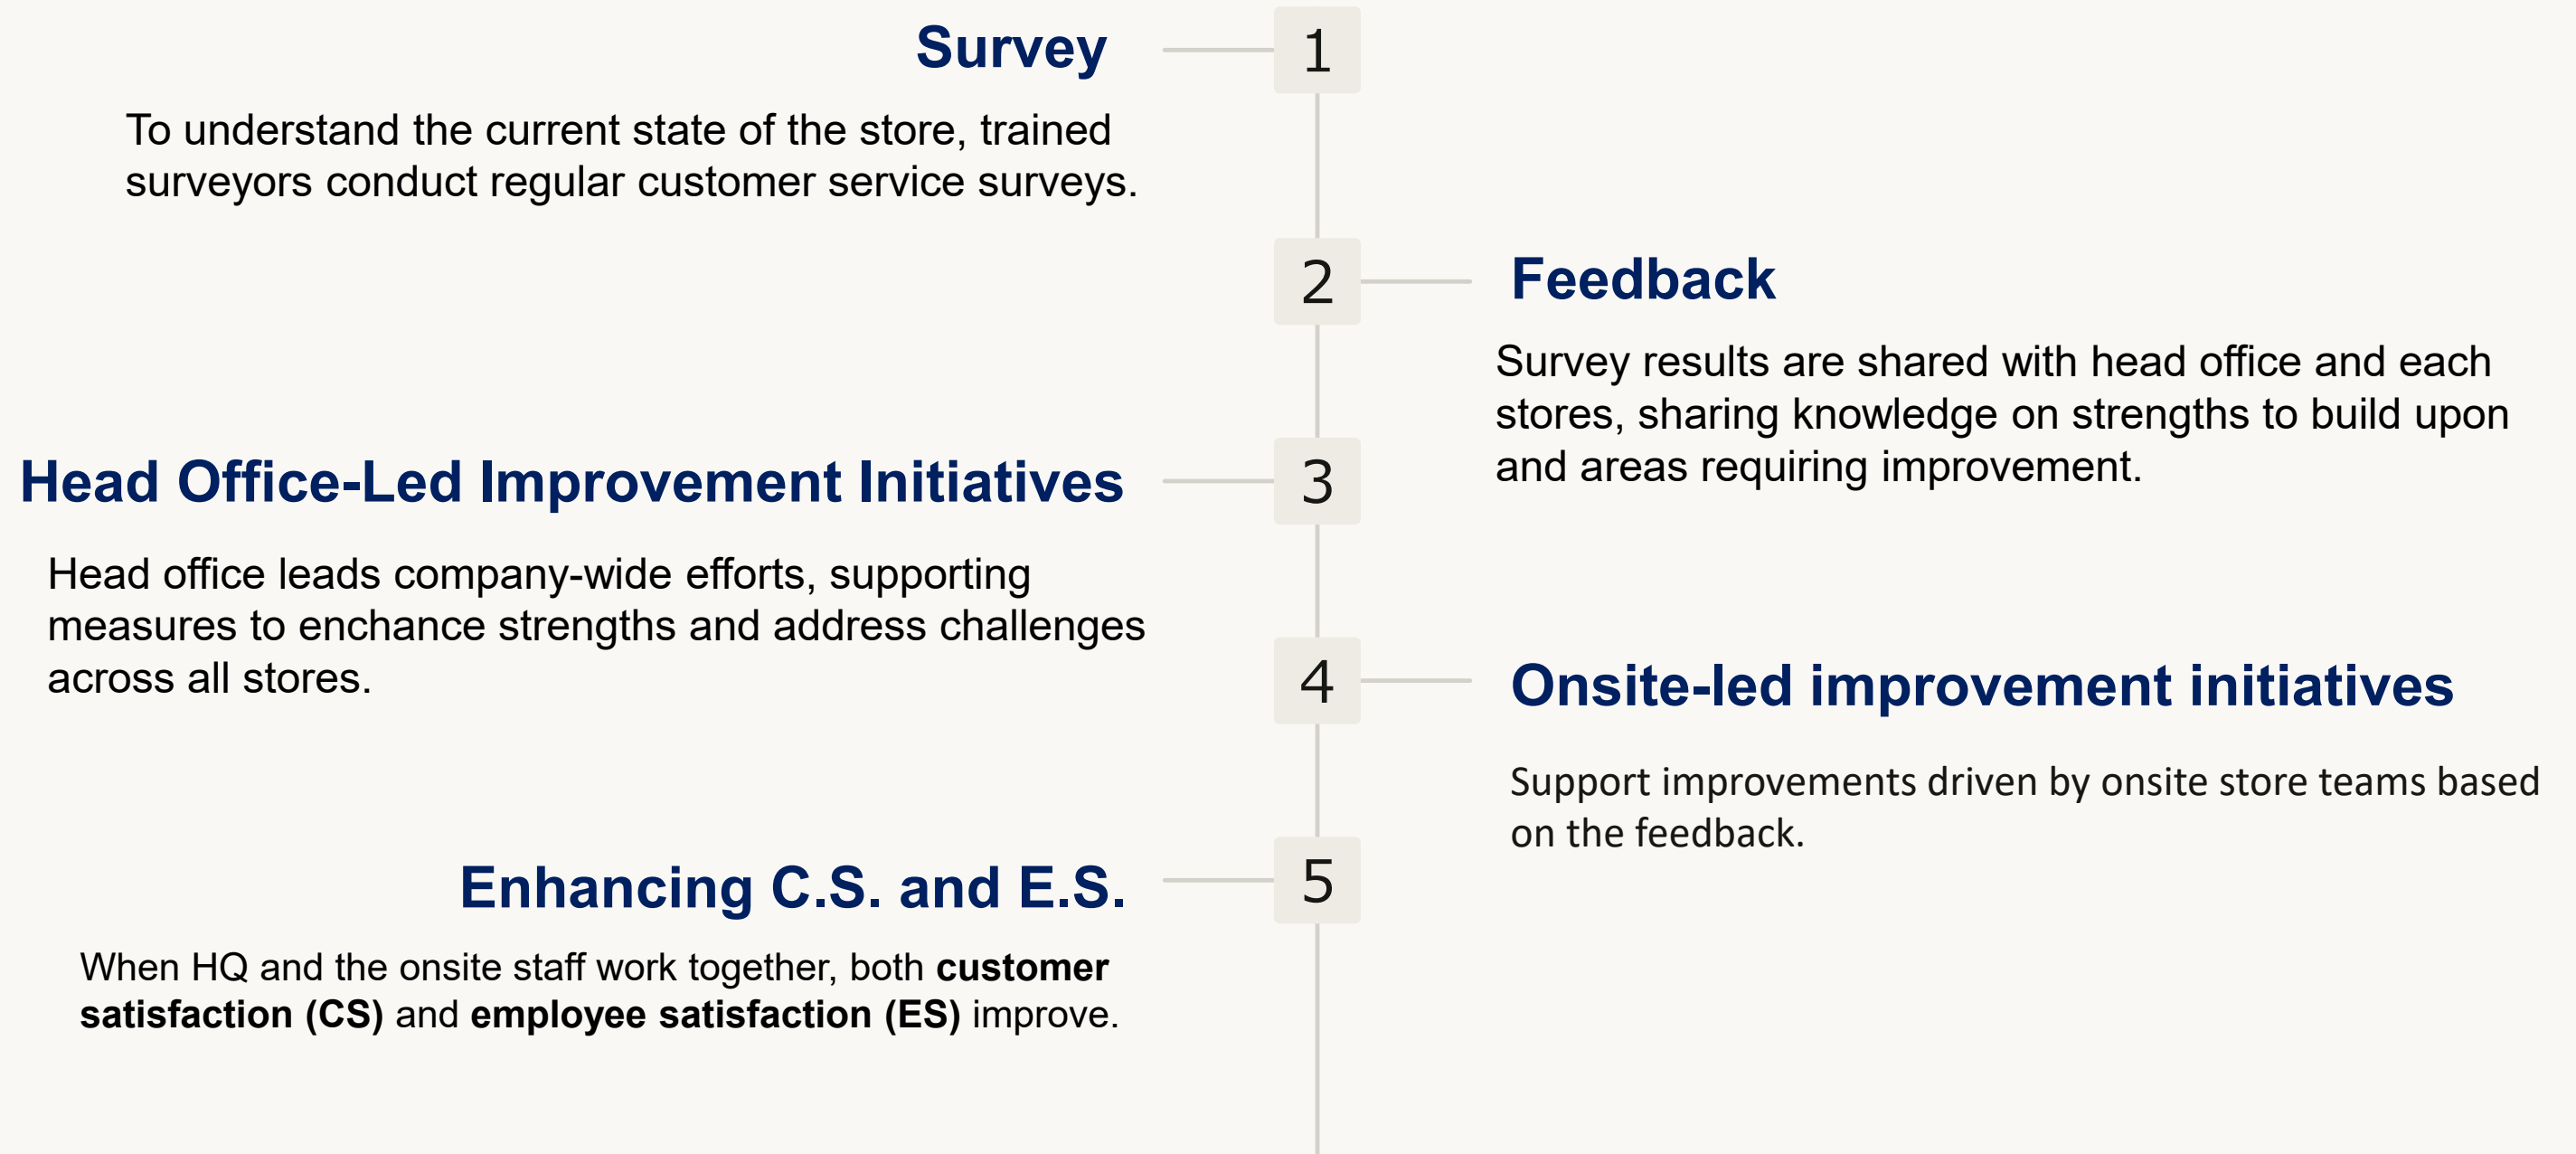 Survey
1
To understand the current state of the store, trained
surveyors conduct regular customer service surveys.
2
Feedback
Survey results are shared with head office and each
stores, sharing knowledge on strengths to build upon
and areas requiring improvement.
Head Office-Led Improvement Initiatives
3
Head office leads company-wide efforts, supporting
measures to enchance strengths and address challenges
across all stores.
4
Onsite-led improvement initiatives
Support improvements driven by onsite store teams based
on the feedback.
Enhancing C.S. and E.S.
5
When HQ and the onsite staff work together, both customer
satisfaction (CS) and employee satisfaction (ES) improve.